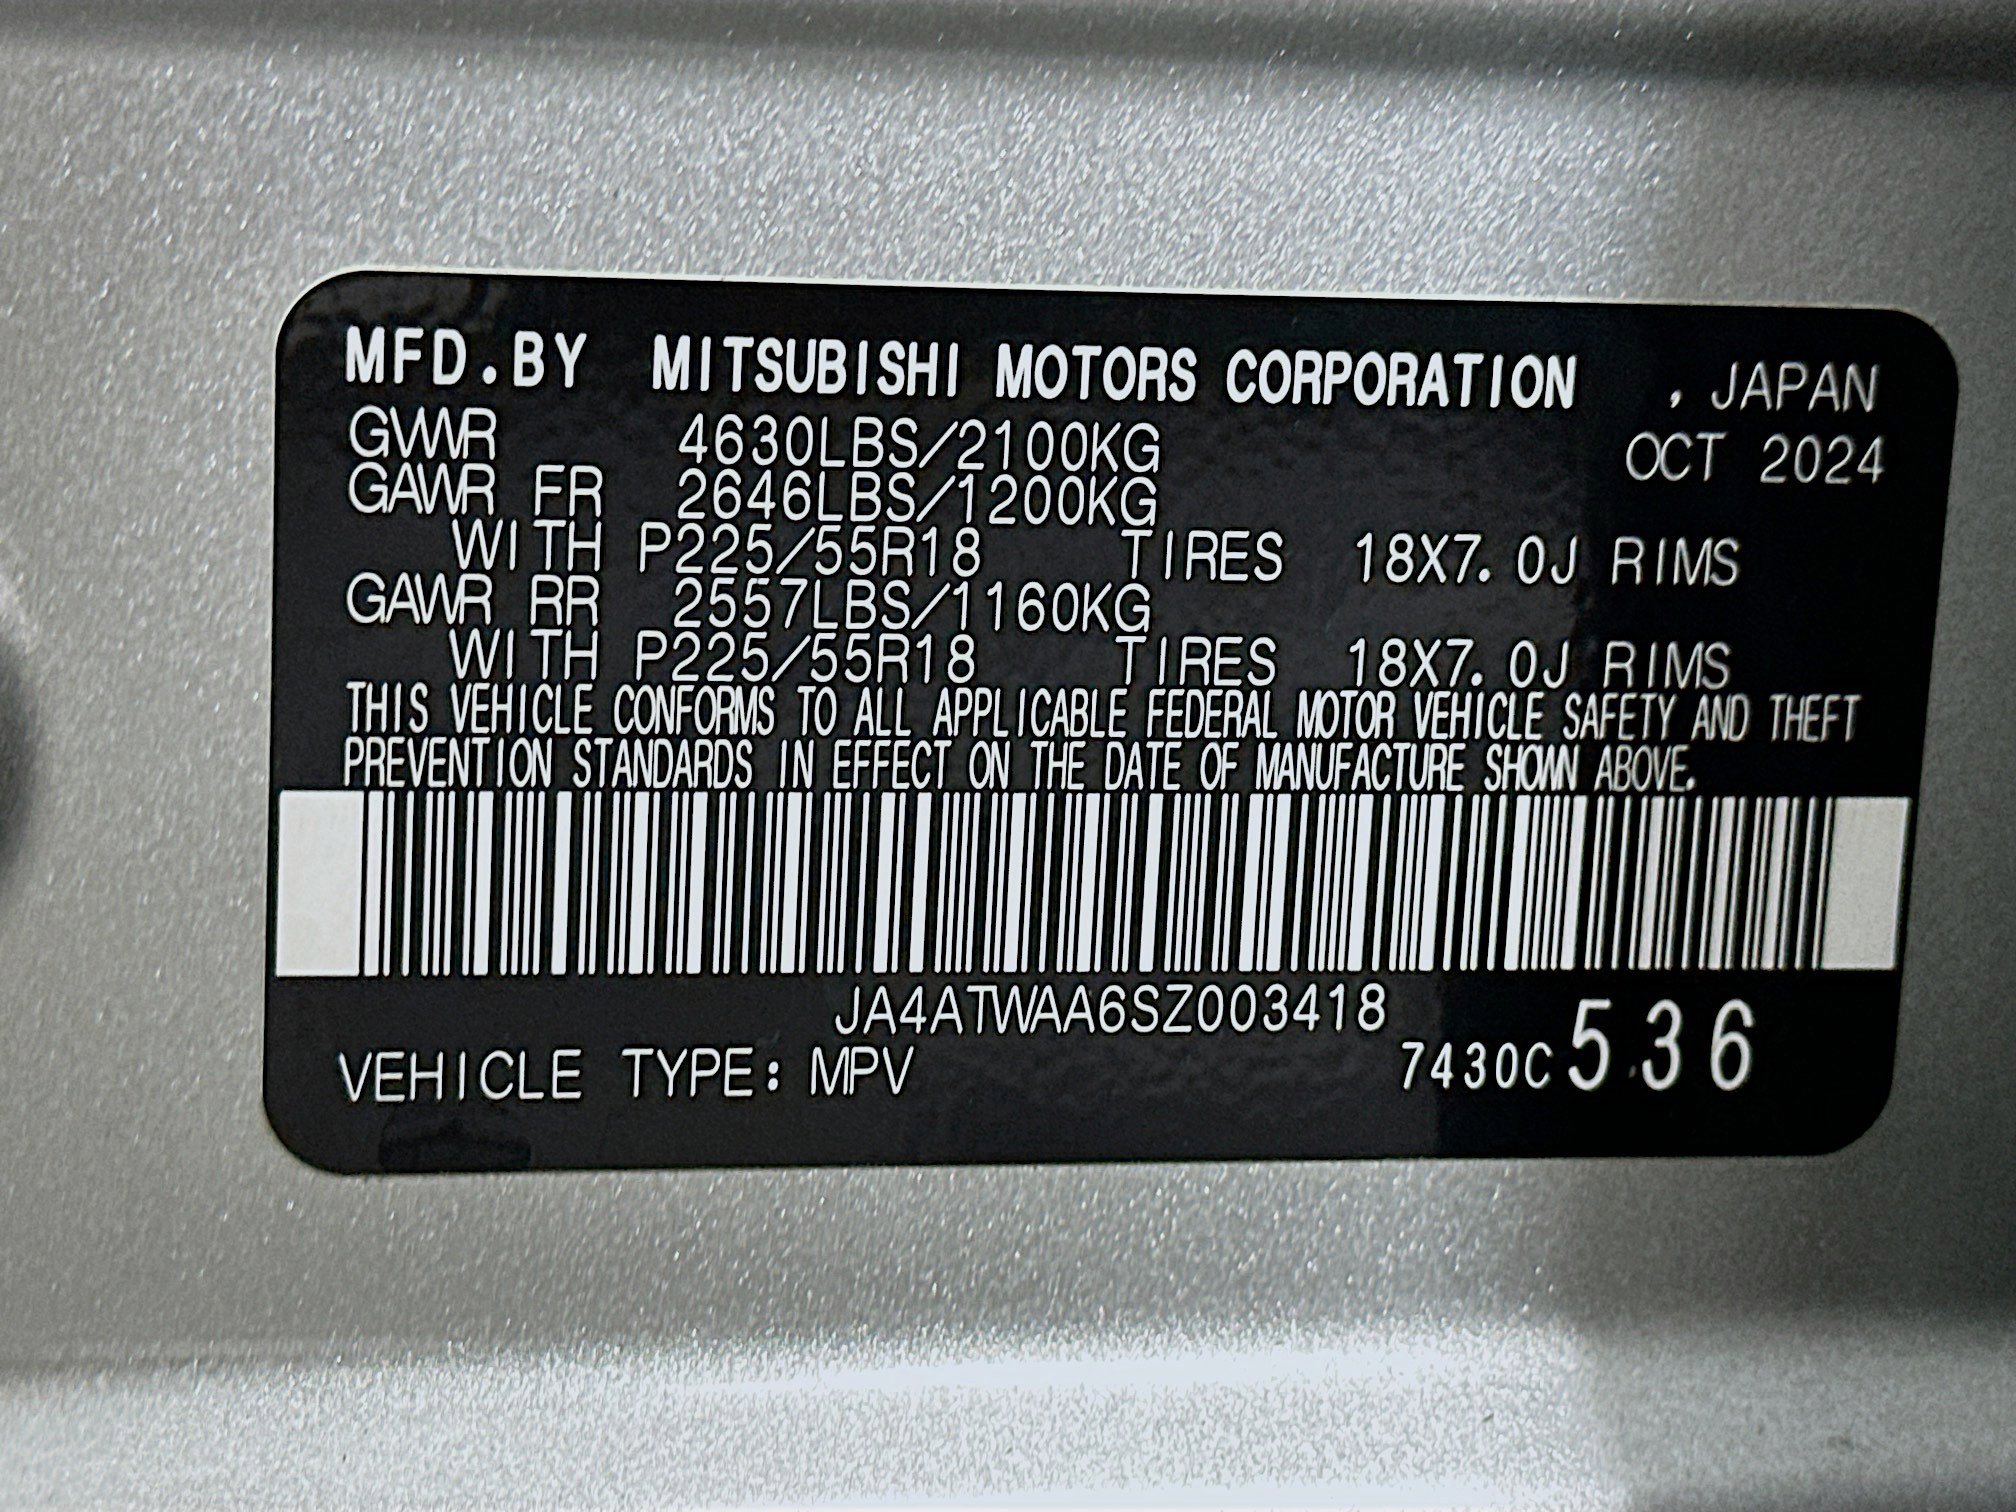 MFD.BY MITSUBISHI MOTORS CORPORATION , JAPAN
GVWR 4630LBS/2100KG OCT 2024
GAWR FR 2646LBS/1200KG
WITH P225/55R18 TIRES 18X7.0J RIMS
GAWR RR 2557LBS/1160KG
WITH P225/55R18 TIRES 18X7.0J RIMS
THIS VEHICLE CONFORMS TO ALL APPLICABLE FEDERAL MOTOR VEHICLE SAFETY AND THEFT
PREVENTION STANDARDS IN EFFECT ON THE DATE OF MANUFACTURE SHOWN ABOVE.
JA4ATWAA6SZ003418
VEHICLE TYPE: MPV 7430C536